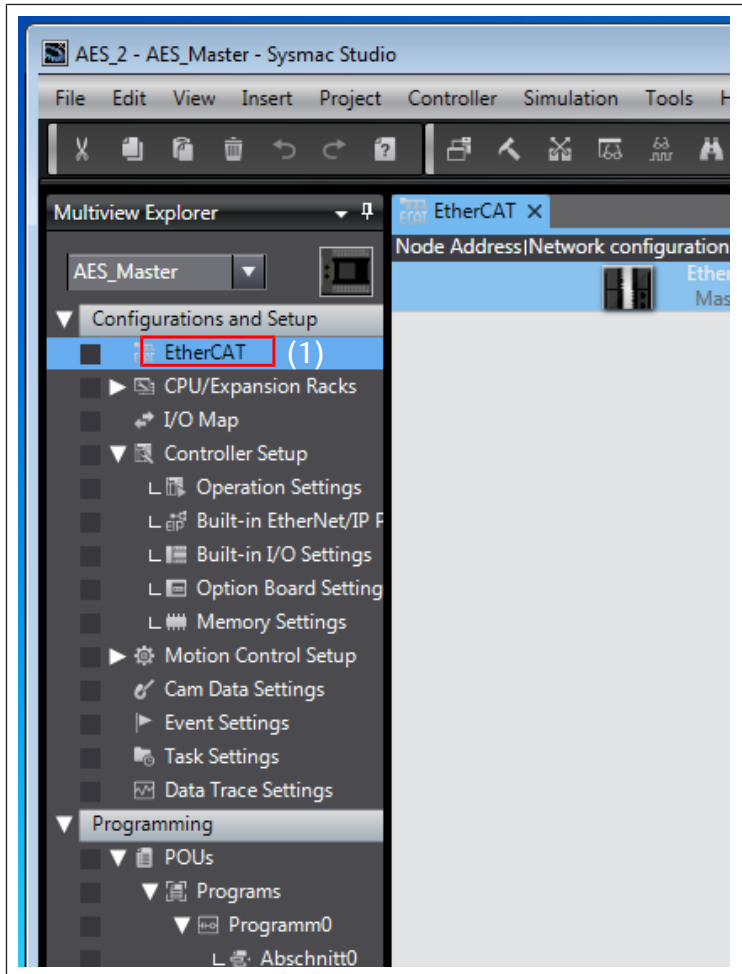 AES_2 - AES_Master - Sysmac Studio
File Edit View Insert Project Controller Simulation Tools
Multiview Explorer
EtherCAT
Node Address|Network configuration
AES_Master
Configurations and Setup
EtherCAT (1)
CPU/Expansion Racks
I/O Map
Controller Setup
Operation Settings
Built-in EtherNet/IP P
Built-in I/O Settings
Option Board Setting
Memory Settings
Motion Control Setup
Cam Data Settings
Event Settings
Task Settings
Data Trace Settings
Programming
POUs
Programs
Programm0
Abschnitt0